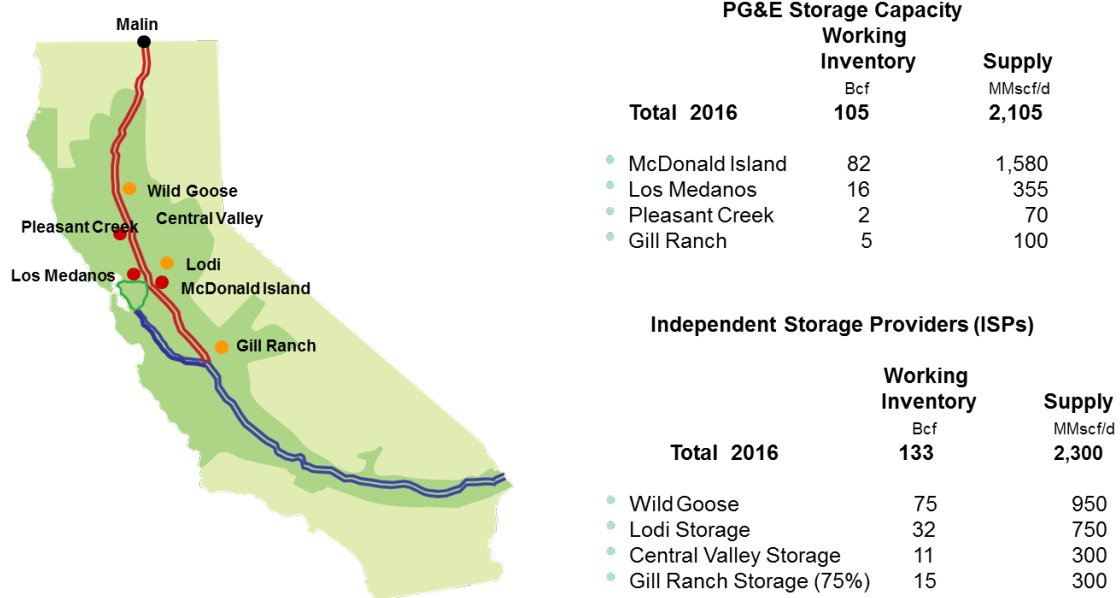 Malin
Wild Goose
Central Valley
Pleasant Creek
Lodi
Los Medanos
McDonald Island
Gill Ranch
PG&E Storage Capacity
Working
Inventory Supply
Bcf MMscf/d
Total 2016 105 2,105
• McDonald Island 82 1,580
• Los Medanos 16 355
• Pleasant Creek 2 70
• Gill Ranch 5 100
Independent Storage Providers (ISPs)
Working
Inventory Supply
Bcf MMscf/d
Total 2016 133 2,300
• Wild Goose 75 950
• Lodi Storage 32 750
• Central Valley Storage 11 300
• Gill Ranch Storage (75%) 15 300